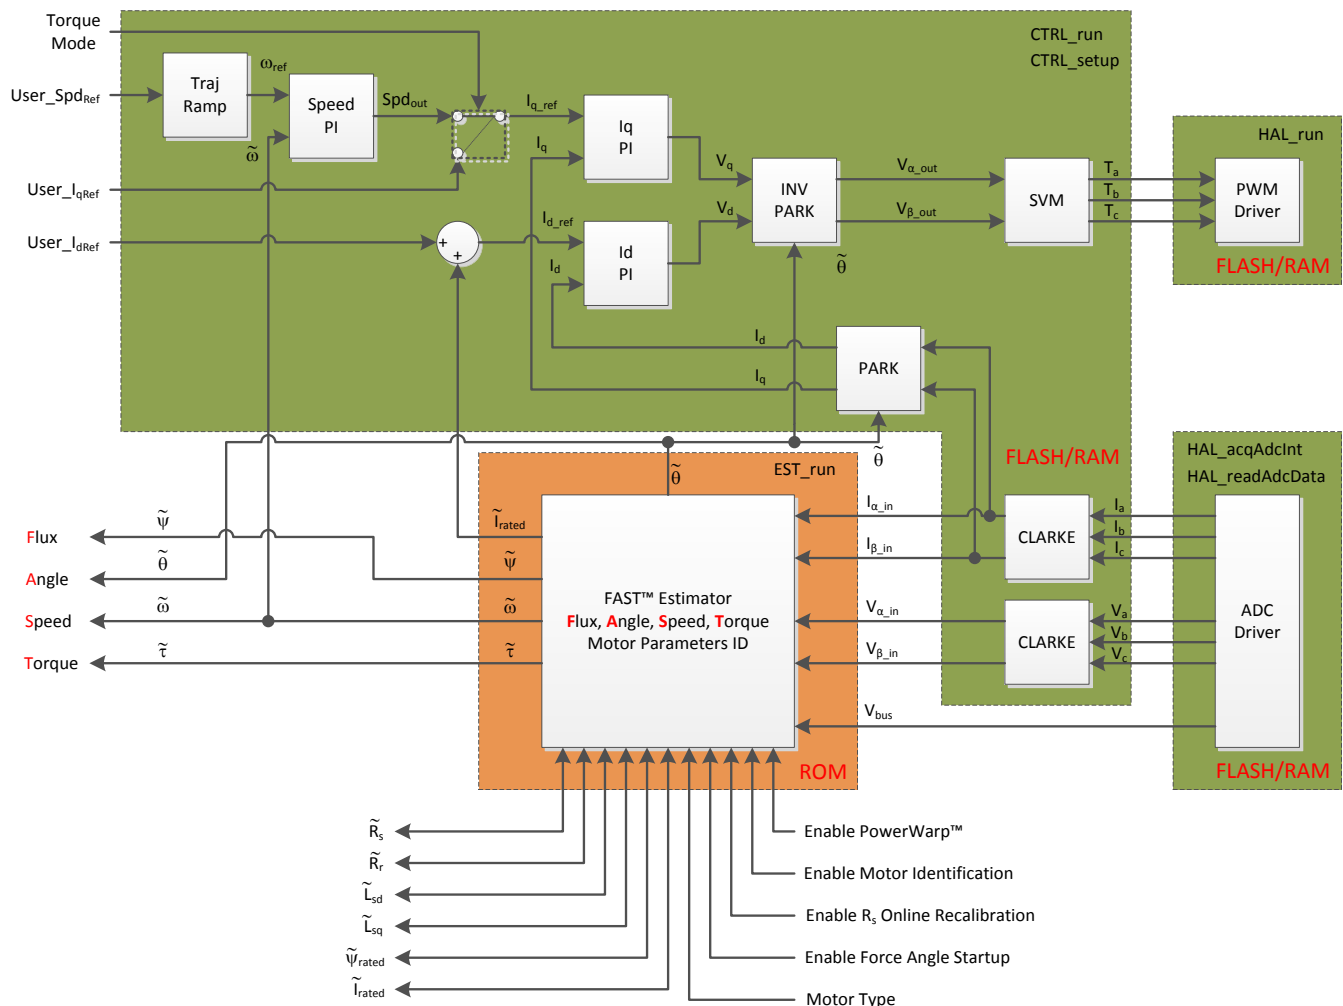 Torque
Mode
CTRL_run
CTRL_setup
User_SpdRef
Traj
Ramp
ωref
Speed
PI
Spdout
ω̃
Iq_ref
Iq
Iq
PI
User_IqRef
User_IdRef
+
+
Id_ref
Id
Id
PI
Vq
Vd
INV
PARK
θ̃
Vα_out
Vβ_out
SVM
Ta
Tb
Tc
HAL_run
PWM
Driver
FLASH/RAM
Id
Iq
PARK
θ̃
FLASH/RAM
EST_run
θ̃
HAL_acqAdcInt
HAL_readAdcData
Flux
ψ̃
Angle
θ̃
Speed
ω̃
Torque
τ̃
Ĩrated
ψ̃
ω̃
τ̃
FAST™ Estimator
Flux, Angle, Speed, Torque
Motor Parameters ID
Iα_in
Iβ_in
Vα_in
Vβ_in
Vbus
CLARKE
CLARKE
Ia
Ib
Ic
Va
Vb
Vc
ADC
Driver
ROM
FLASH/RAM
R̃s
R̃r
L̃sd
L̃sq
ψ̃rated
Ĩrated
Enable PowerWarp™
Enable Motor Identification
Enable Rs Online Recalibration
Enable Force Angle Startup
Motor Type